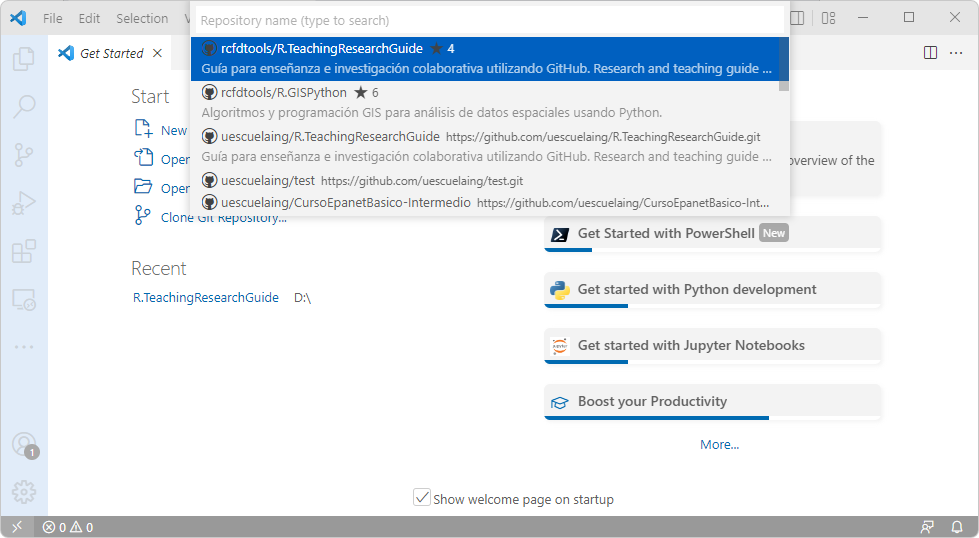 File Edit Selection
Repository name (type to search)
Get Started
rcfdtools/R.TeachingResearchGuide ★ 4
Guía para enseñanza e investigación colaborativa utilizando GitHub. Research and teaching guide ...
rcfdtools/R.GISPython ★ 6
Algoritmos y programación GIS para análisis de datos espaciales usando Python.
uescuelaing/R.TeachingResearchGuide https://github.com/uescuelaing/R.TeachingResearchGuide.git
Guía para enseñanza e investigación colaborativa utilizando GitHub. Research and teaching guide ...
uescuelaing/test https://github.com/uescuelaing/test.git
uescuelaing/CursoEpanetBasico-Intermedio https://github.com/uescuelaing/CursoEpanetBasico-Int...
Start
New
Open
Open
Clone Git Repository...
Recent
R.TeachingResearchGuide D:\
overview of the
Get Started with PowerShell New
Get started with Python development
Get started with Jupyter Notebooks
Boost your Productivity
More...
Show welcome page on startup
1
0 0